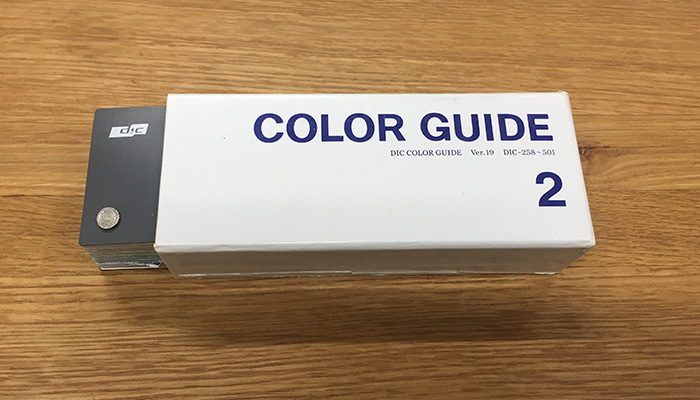 DIC
COLOR GUIDE
DIC COLOR GUIDE Ver.19 DIC-258~501
2